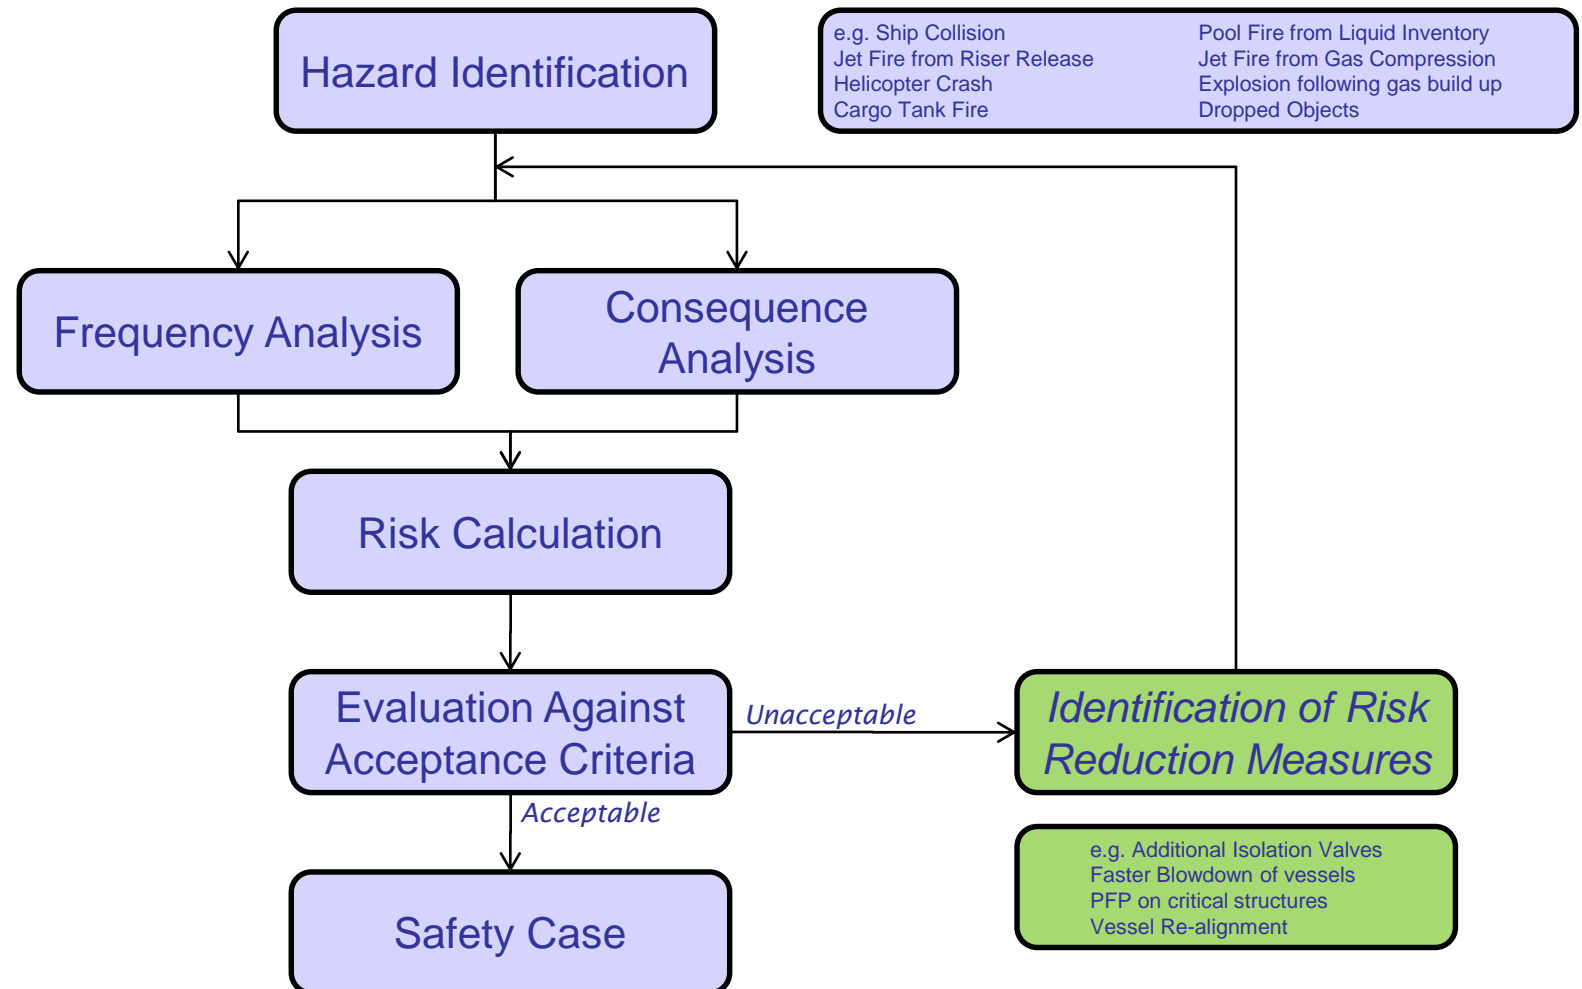 Hazard Identification
e.g. Ship Collision
Jet Fire from Riser Release
Helicopter Crash
Cargo Tank Fire
Pool Fire from Liquid Inventory
Jet Fire from Gas Compression
Explosion following gas build up
Dropped Objects
Frequency Analysis
Consequence
Analysis
Risk Calculation
Evaluation Against
Acceptance Criteria
Unacceptable
Identification of Risk
Reduction Measures
Acceptable
e.g. Additional Isolation Valves
Faster Blowdown of vessels
PFP on critical structures
Vessel Re-alignment
Safety Case